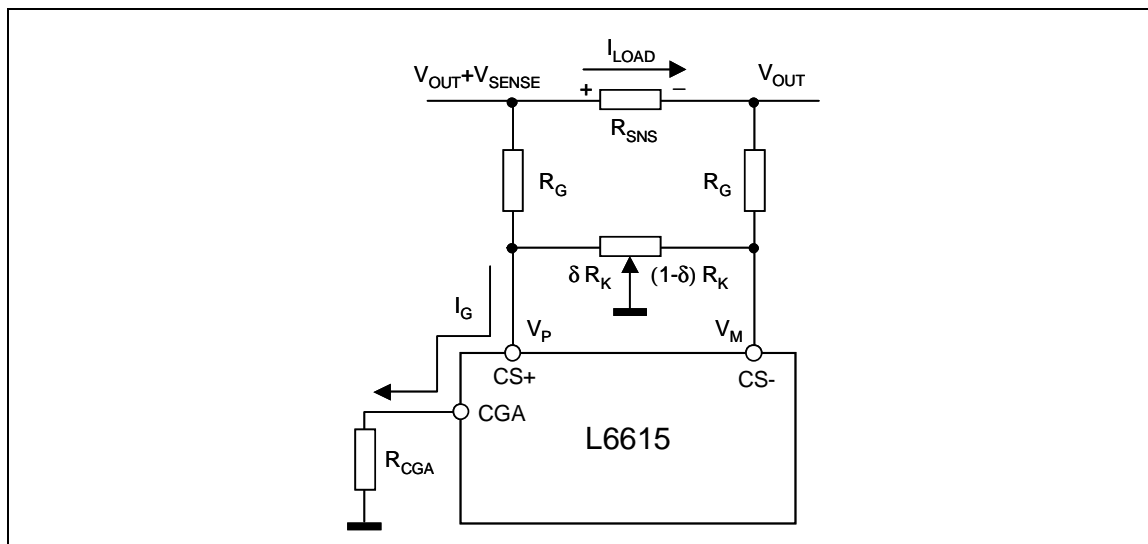 I_LOAD
V_OUT+V_SENSE
V_OUT
+ –
R_SNS
R_G
R_G
δ R_K (1-δ) R_K
I_G
V_P
V_M
CS+
CS-
CGA
L6615
R_CGA